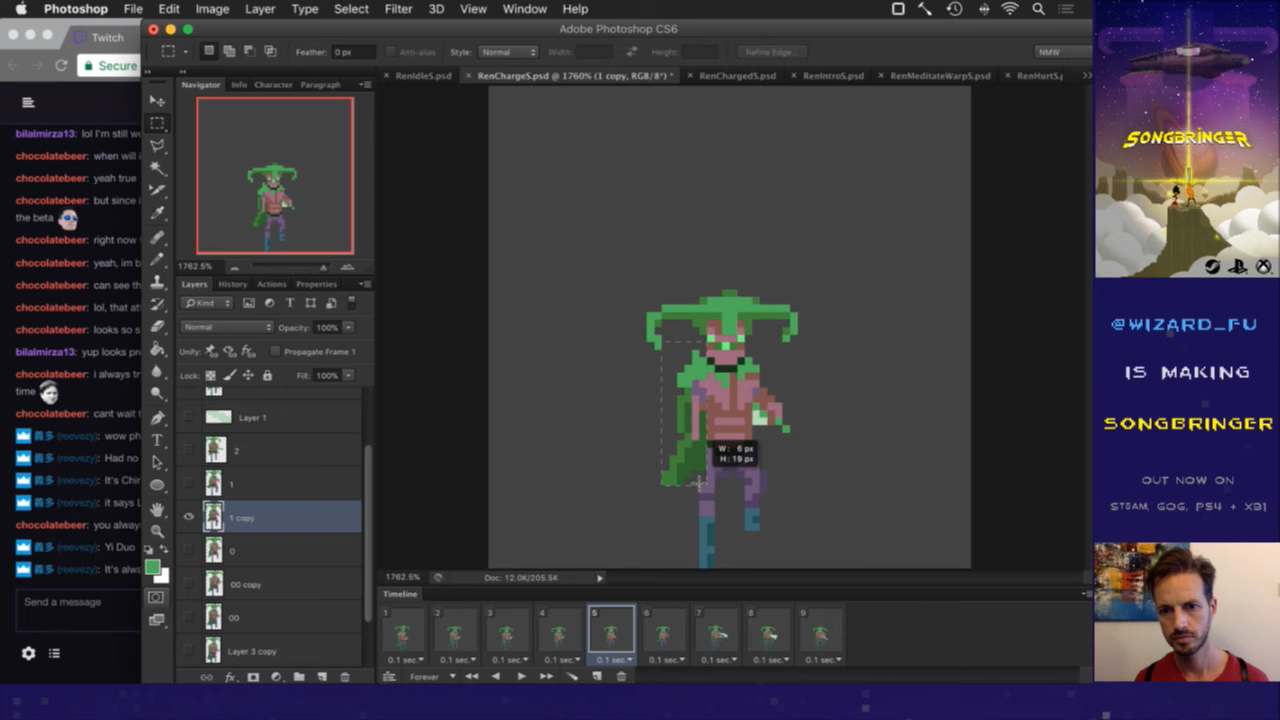 Photoshop File Edit Image Layer Type Select Filter 3D View Window Help
Twitch
Adobe Photoshop CS6
Secure
Feather: 0 px Anti-alias Style: Normal Width: Height: Refine Edge... NMW
Navigator Info Character Paragraph
RenIdleS.psd RenChargeS.psd @ 1760% (1 copy, RGB/8*) * RenChargedS.psd RenIntroS.psd RenMeditateWarpS.psd RenHurtS.
bilalmirza13: lol I'm still w
chocolatebeer: when will i
chocolatebeer: yeah true
chocolatebeer: but since i
the beta
chocolatebeer: right now
chocolatebeer: yeah, im b
chocolatebeer: can see th
chocolatebeer: lol, that at
chocolatebeer: looks so s
bilalmirza13: yup looks pr
chocolatebeer: i always tr
time
chocolatebeer: cant wait t
(reevezy): wow ph
(reevezy): Had no
(reevezy): It's Chi
(reevezy): it says L
chocolatebeer: you alway
(reevezy): Yi Duo
(reevezy): It's alwa
Send a message
1762.5%
Layers History Actions Properties
Kind
Normal Opacity: 100%
Unify: Propagate Frame 1
Lock: Fill: 100%
Layer 1
2
1
1 copy
0
00 copy
00
Layer 3 copy
W: 6 px
H: 19 px
1762.5% Doc: 12.0K/205.5K
Timeline
1 2 3 4 5 6 7 8 9
0.1 sec. 0.1 sec. 0.1 sec. 0.1 sec. 0.1 sec. 0.1 sec. 0.1 sec. 0.1 sec. 0.1 sec.
Forever
SONGBRINGER
@WIZARD_FU
IS MAKING
SONGBRINGER
OUT NOW ON
STEAM, GOG, PS4 + XB1